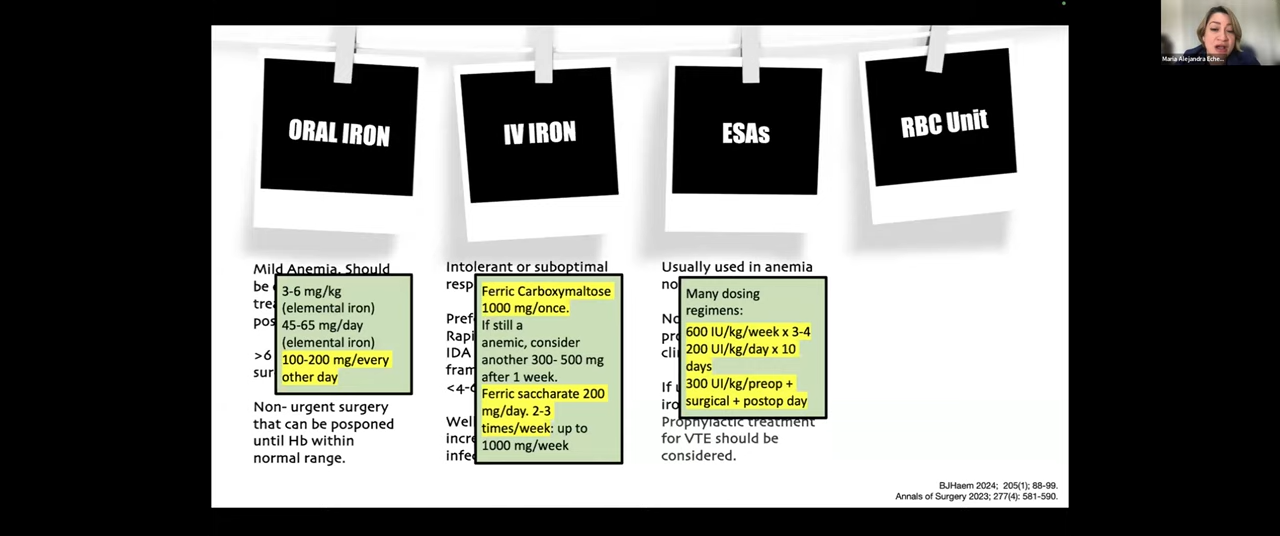 Maria Alejandra Eche...
ORAL IRON
IV IRON
ESAs
RBC Unit
Mild Anemia. Should
be
3-6 mg/kg
(elemental iron)
45-65 mg/day
(elemental iron)
100-200 mg/every
other day
>6
Non- urgent surgery
that can be posponed
until Hb within
normal range.
Intolerant or suboptimal
Ferric Carboxymaltose
1000 mg/once.
If still a
anemic, consider
another 300- 500 mg
after 1 week.
Ferric saccharate 200
mg/day. 2-3
times/week: up to
1000 mg/week
IDA
Usually used in anemia
Many dosing
regimens:
600 IU/kg/week x 3-4
200 UI/kg/day x 10
days
300 UI/kg/preop +
surgical + postop day
If
Prophylactic treatment
for VTE should be
considered.
BJHaem 2024; 205(1); 88-99.
Annals of Surgery 2023; 277(4): 581-590.